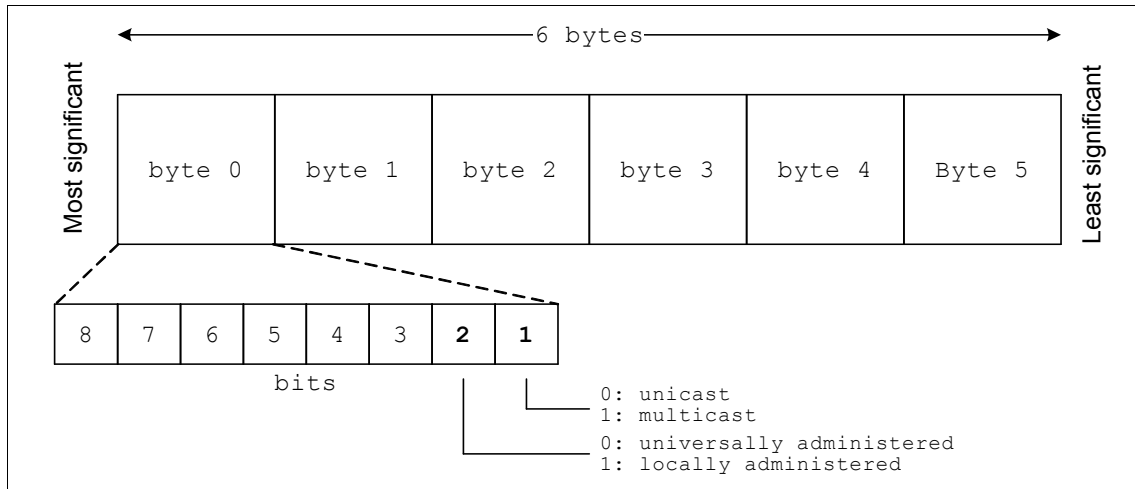 6 bytes
Most significant
byte 0 byte 1 byte 2 byte 3 byte 4 Byte 5
Least significant
8 7 6 5 4 3 2 1
bits
0: unicast
1: multicast
0: universally administered
1: locally administered